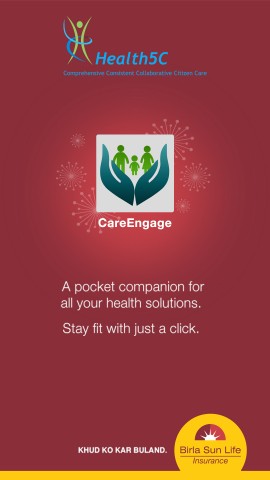 Health5C
Comprehensive Consistent Collaborative Citizen Care
CareEngage
A pocket companion for
all your health solutions.
Stay fit with just a click.
KHUD KO KAR BULAND.
Birla Sun Life
Insurance